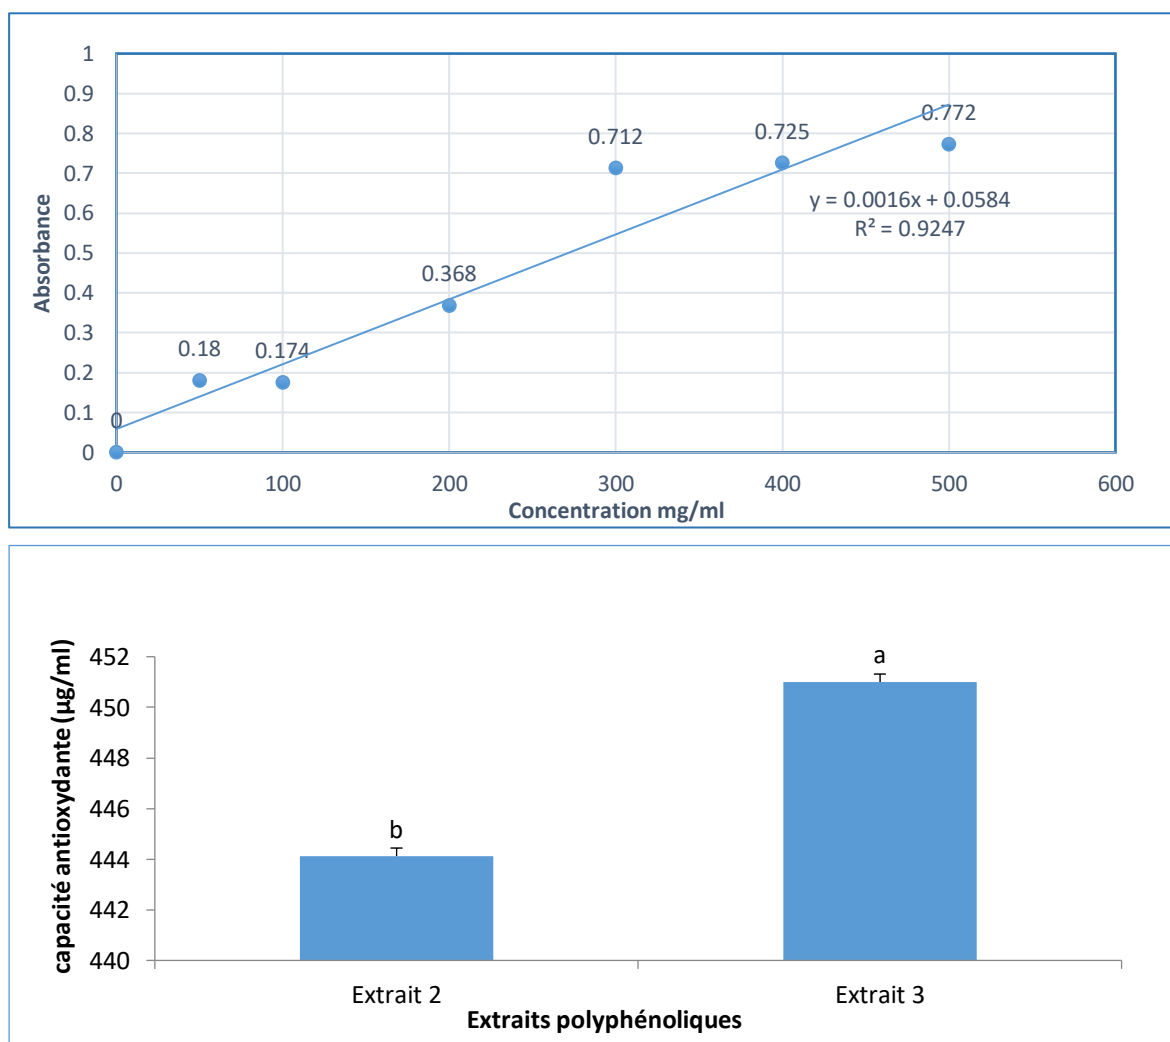 1
0.9
0.8
0.7
0.6
0.5
0.4
0.3
0.2
0.1
0
Absorbance
0
0.18
0.174
0.368
0.712
0.725
0.772
y = 0.0016x + 0.0584
R² = 0.9247
0 100 200 300 400 500 600
Concentration mg/ml
capacité antioxydante (µg/ml)
452
450
448
446
444
442
440
b
a
Extrait 2 Extrait 3
Extraits polyphénoliques